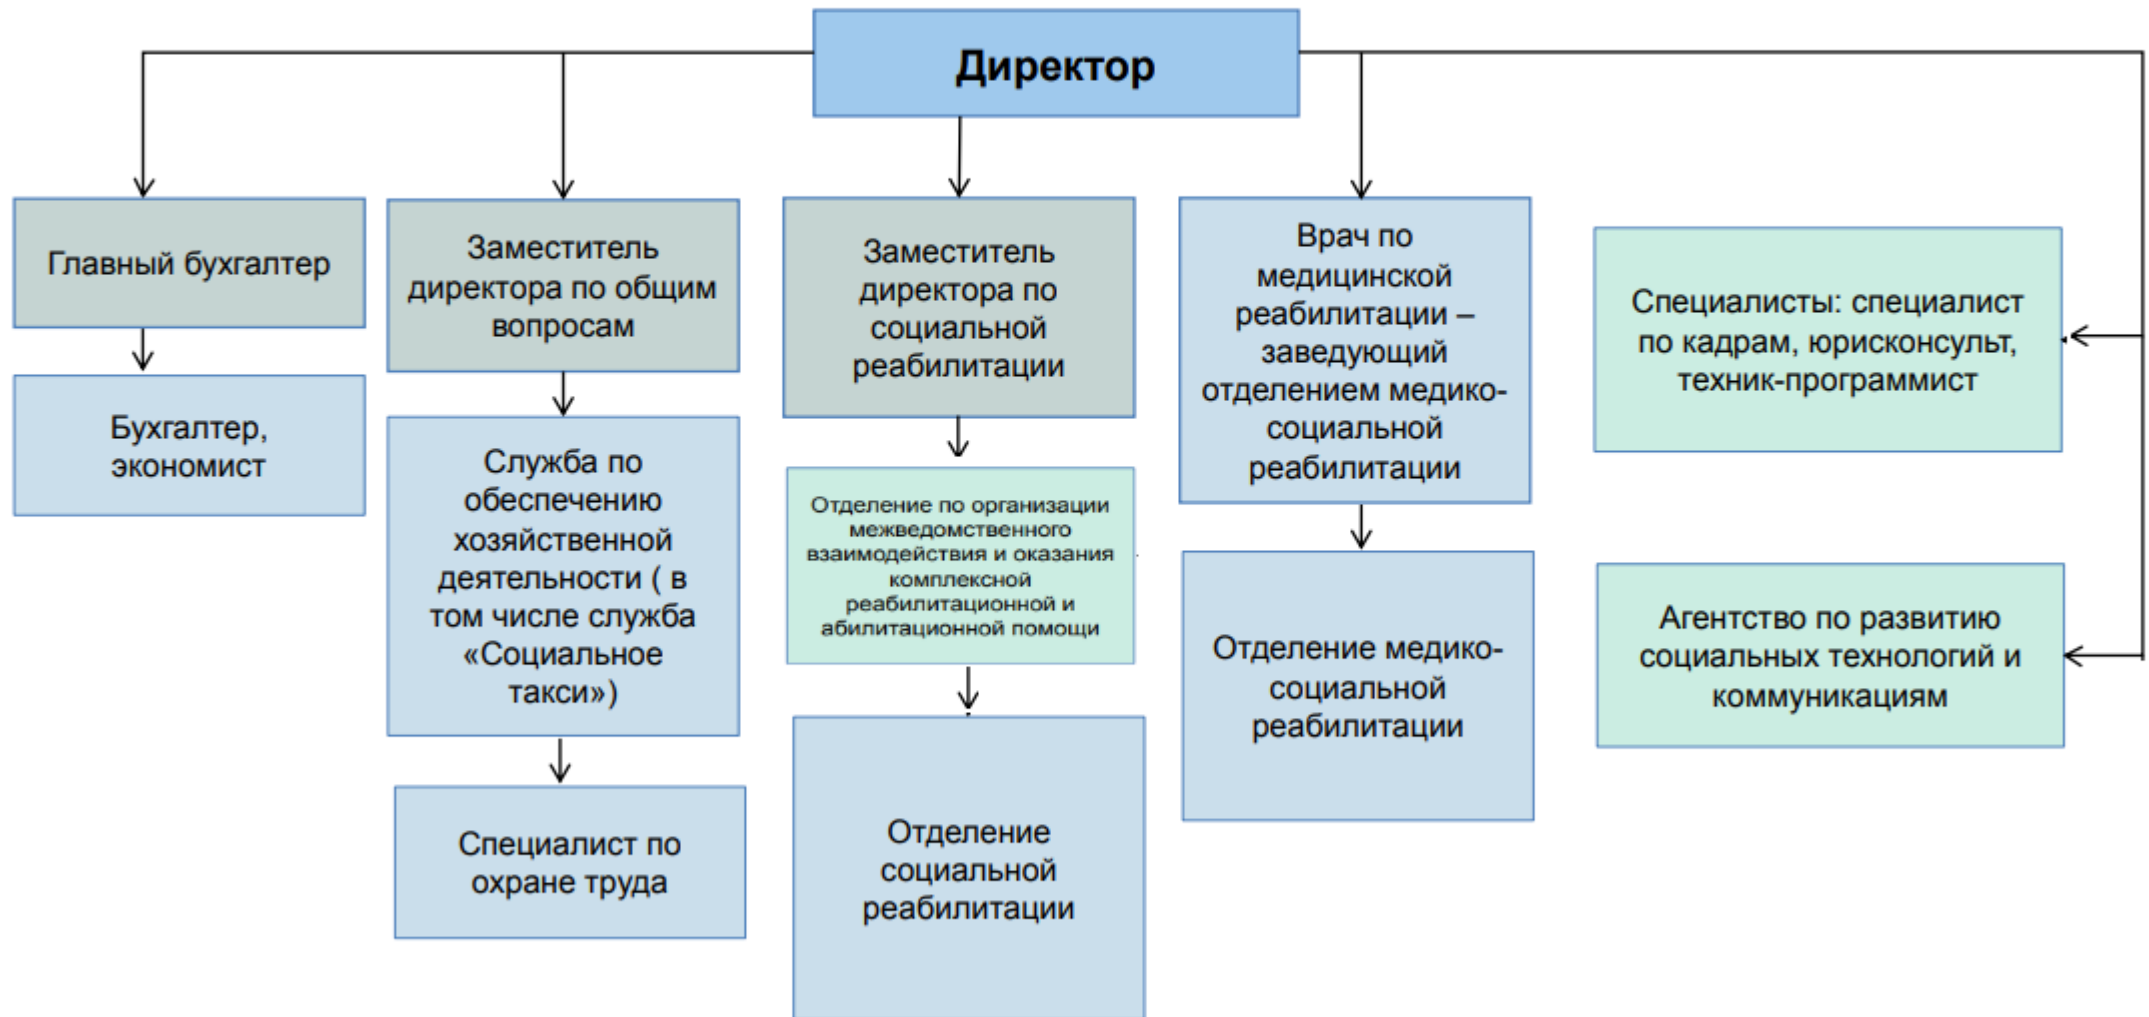 Директор
Главный бухгалтер
Бухгалтер,
экономист
Заместитель
директора по общим
вопросам
Служба по
обеспечению
хозяйственной
деятельности ( в
том числе служба
«Социальное
такси»)
Специалист по
охране труда
Заместитель
директора по
социальной
реабилитации
Отделение по организации
межведомственного
взаимодействия и оказания
комплексной
реабилитационной и
абилитационной помощи
Отделение
социальной
реабилитации
Врач по
медицинской
реабилитации –
заведующий
отделением медико-
социальной
реабилитации
Отделение медико-
социальной
реабилитации
Специалисты: специалист
по кадрам, юрисконсульт,
техник-программист
Агентство по развитию
социальных технологий и
коммуникациям